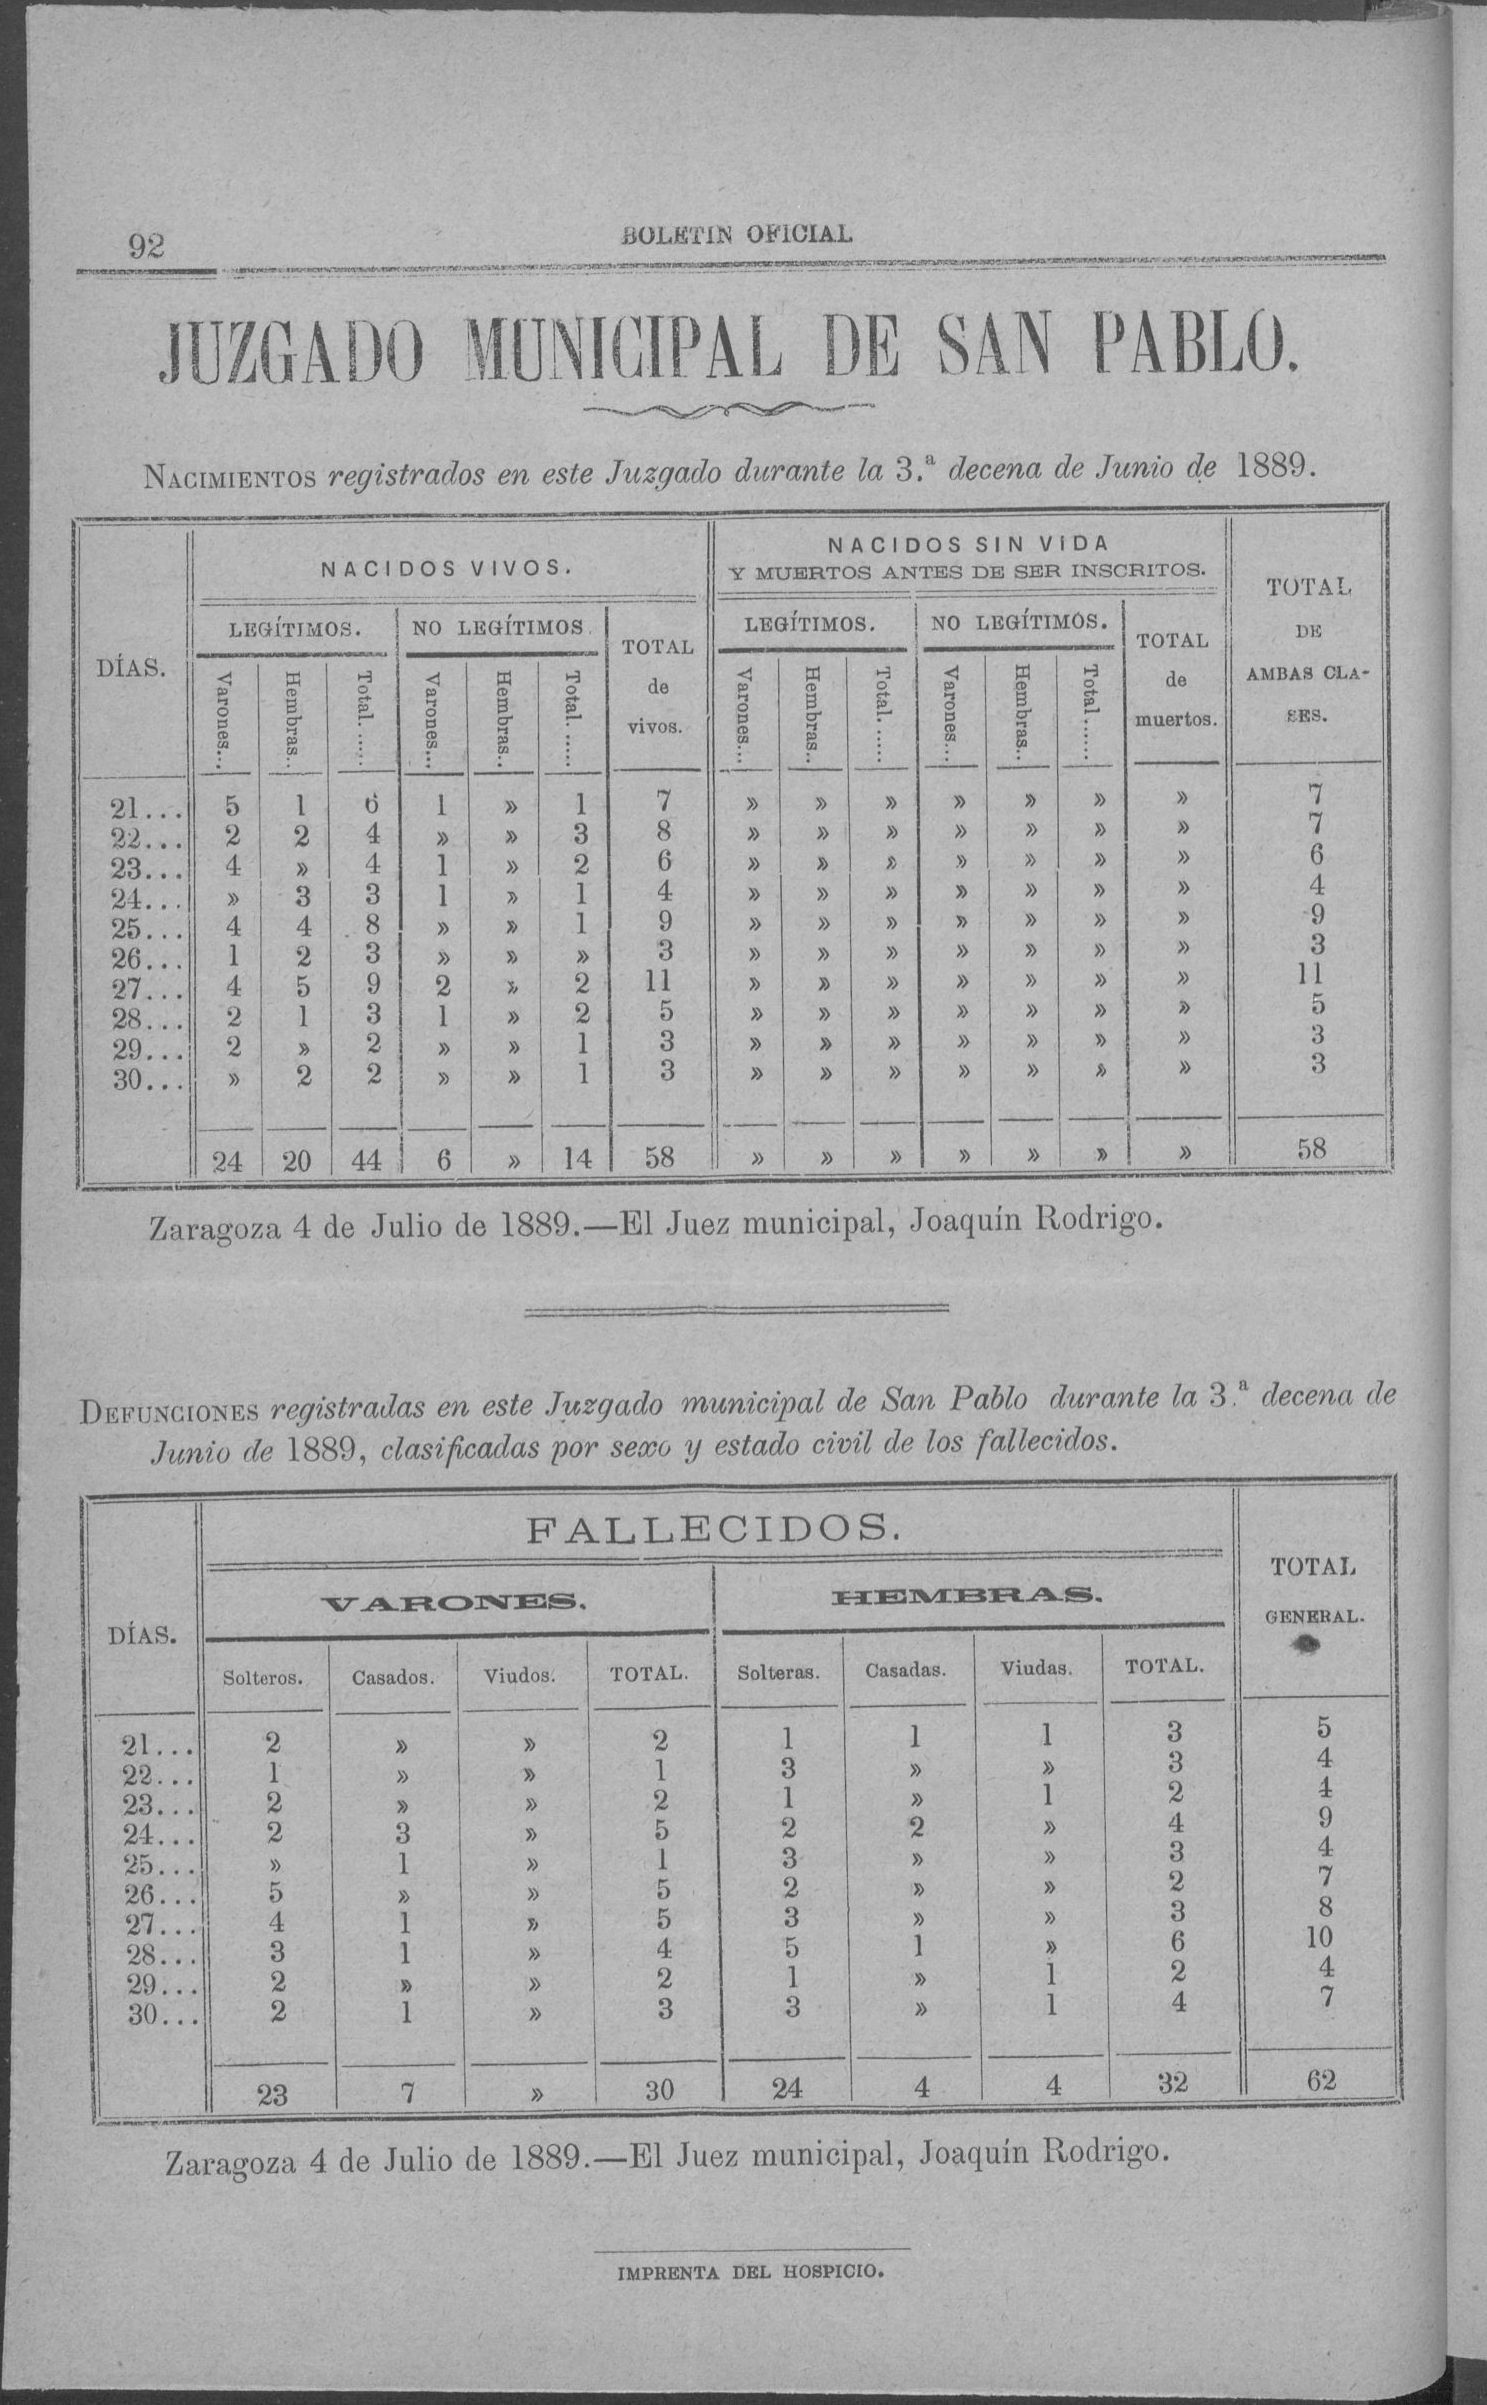 92
BOLETIN OFICIAL
JUZGADO MUNICIPAL DE SAN PABLO.
NACIMIENTOS registrados en este Juzgado durante la 3.ª decena de Junio de 1889.
DÍAS.
NACIDOS VIVOS.
NACIDOS SIN VIDA
Y MUERTOS ANTES DE SER INSCRITOS.
TOTAL
DE
AMBAS CLA-
SES.
LEGÍTIMOS.
NO LEGÍTIMOS.
TOTAL
de
vivos.
LEGÍTIMOS.
NO LEGÍTIMOS.
TOTAL
de
muertos.
Varones... Hembras.. Total...... Varones... Hembras.. Total...... Varones... Hembras.. Total...... Varones... Hembras.. Total......
21... 5 1 6 1 » 1 7 » » » » » » » 7
22... 2 2 4 » » 3 8 » » » » » » » 7
23... 4 » 4 1 » 2 6 » » » » » » » 6
24... » 3 3 1 » 1 4 » » » » » » » 4
25... 4 4 8 » » 1 9 » » » » » » » 9
26... 1 2 3 » » » 3 » » » » » » » 3
27... 4 5 9 2 » 2 11 » » » » » » » 11
28... 2 1 3 1 » 2 5 » » » » » » » 5
29... 2 » 2 » » 1 3 » » » » » » » 3
30... » 2 2 » » 1 3 » » » » » » » 3
24 20 44 6 » 14 58 » » » » » » » 58
Zaragoza 4 de Julio de 1889.—El Juez municipal, Joaquín Rodrigo.
DEFUNCIONES registradas en este Juzgado municipal de San Pablo durante la 3.ª decena de
Junio de 1889, clasificadas por sexo y estado civil de los fallecidos.
DÍAS.
FALLECIDOS.
TOTAL
GENERAL.
VARONES.
HEMBRAS.
Solteros. Casados. Viudos. TOTAL. Solteras. Casadas. Viudas. TOTAL.
21... 2 » » 2 1 1 1 3 5
22... 1 » » 1 3 » » 3 4
23... 2 » » 2 1 » 1 2 4
24... 2 3 » 5 2 2 » 4 9
25... » 1 » 1 3 » » 3 4
26... 5 » » 5 2 » » 2 7
27... 4 1 » 5 3 » » 3 8
28... 3 1 » 4 5 1 » 6 10
29... 2 » » 2 1 » 1 2 4
30... 2 1 » 3 3 » 1 4 7
23 7 » 30 24 4 4 32 62
Zaragoza 4 de Julio de 1889.—El Juez municipal, Joaquín Rodrigo.
IMPRENTA DEL HOSPICIO.